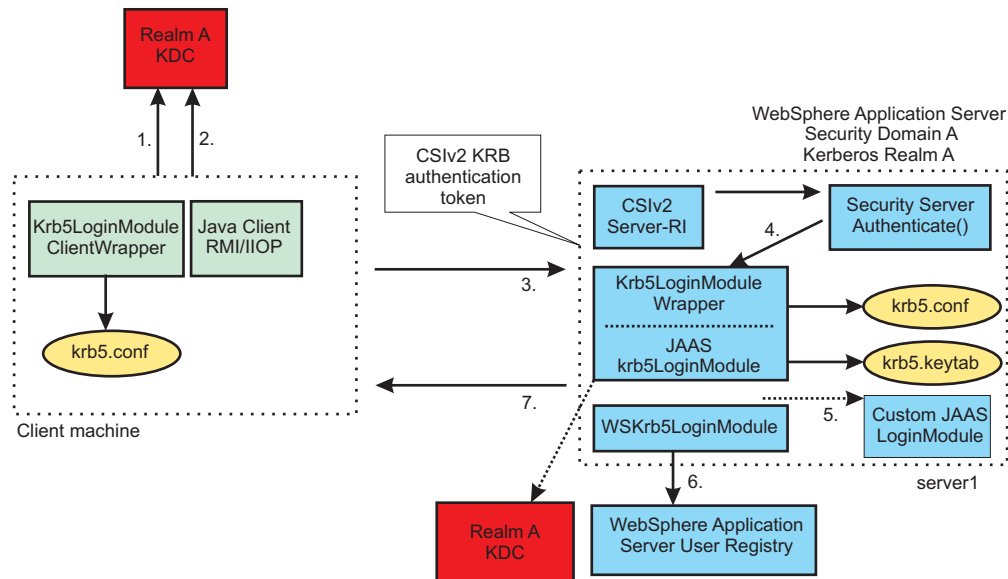 Realm A
KDC
1.
2.
WebSphere Application Server
Security Domain A
Kerberos Realm A
CSIv2 KRB
authentication
token
Krb5LoginModule
ClientWrapper
Java Client
RMI/IIOP
krb5.conf
Client machine
3.
7.
CSIv2
Server-RI
Security Server
Authenticate()
4.
Krb5LoginModule
Wrapper
JAAS
krb5LoginModule
krb5.conf
krb5.keytab
WSKrb5LoginModule
5.
Custom JAAS
LoginModule
server1
6.
Realm A
KDC
WebSphere Application
Server User Registry